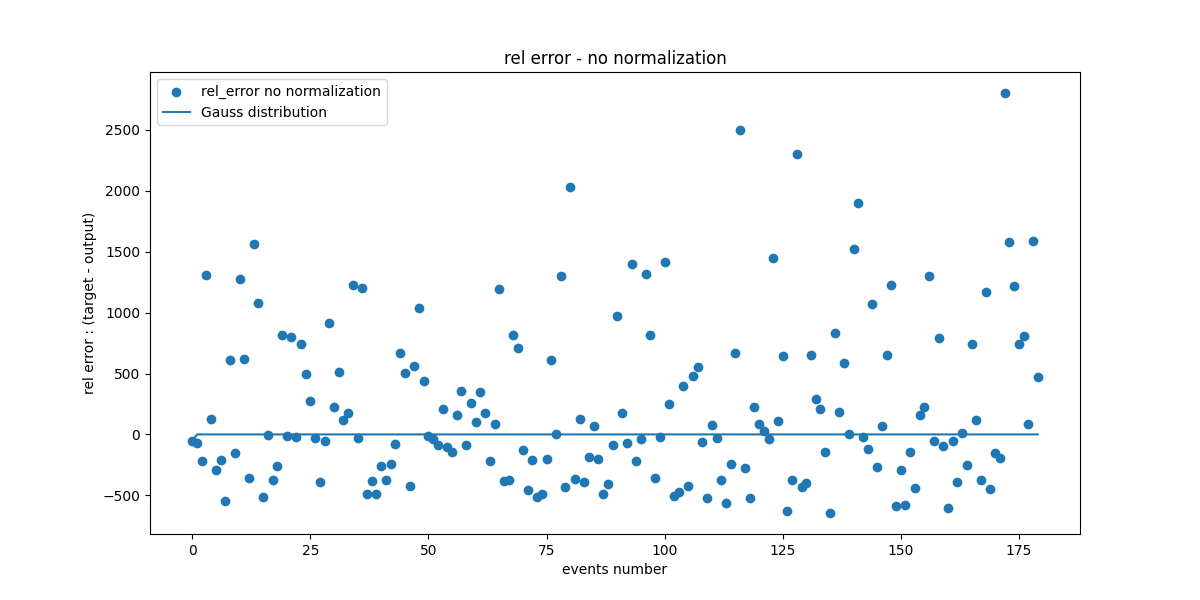 rel error - no normalization
rel_error no normalization
Gauss distribution
2500
2000
1500
1000
500
0
−500
rel error : (target - output)
0 25 50 75 100 125 150 175
events number